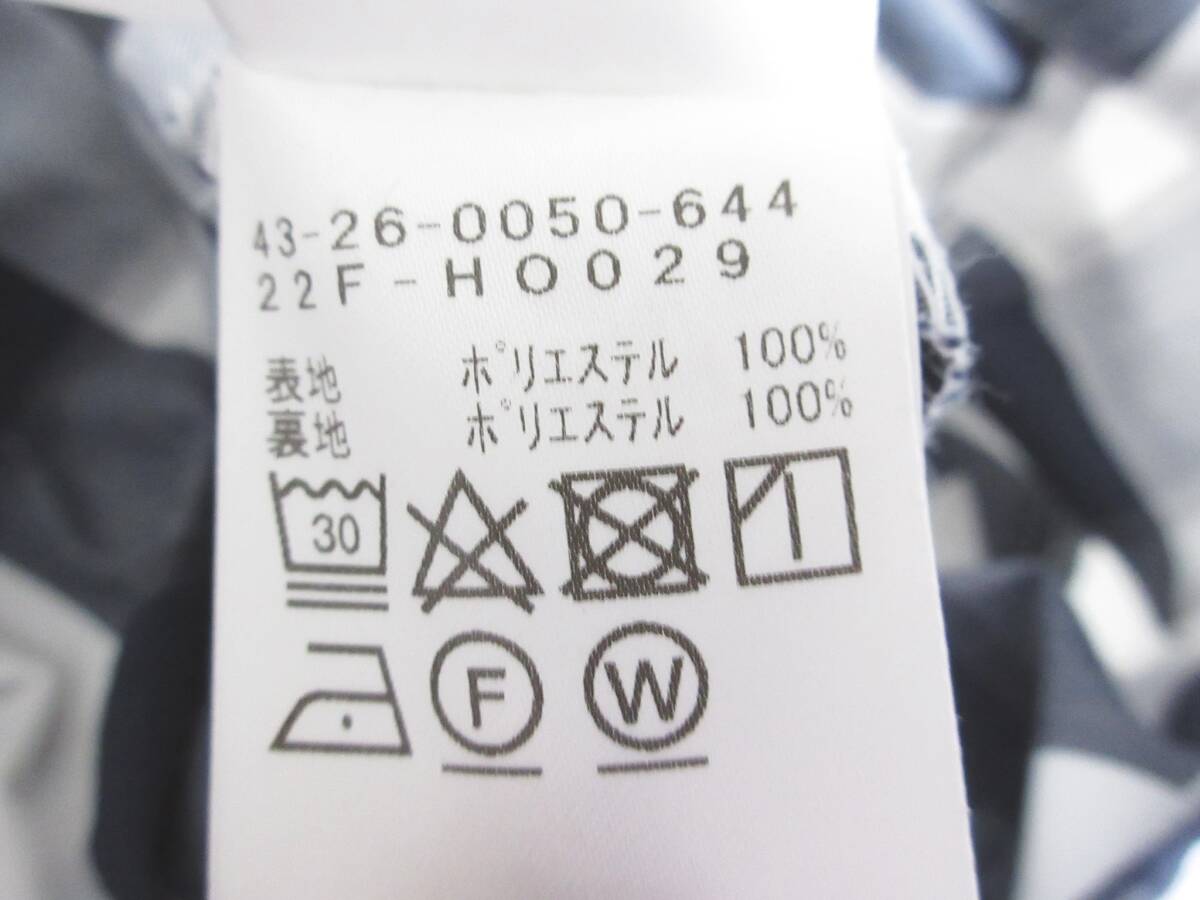 43-26-0050-644
22F-H0029
表地 ポリエステル 100%
裏地 ポリエステル 100%
30
F W